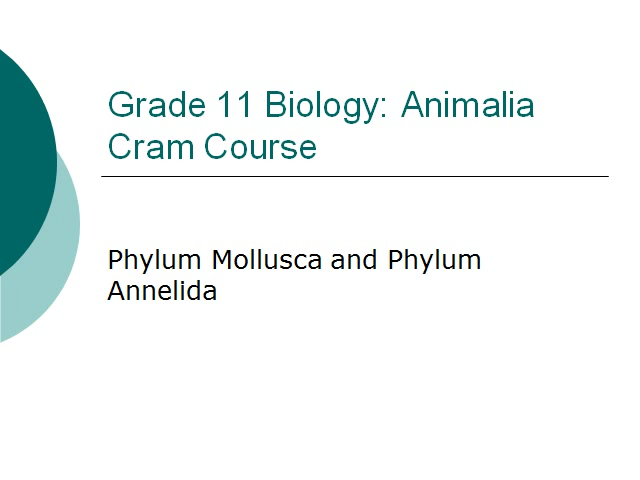 Grade 11 Biology: Animalia
Cram Course
Phylum Mollusca and Phylum
Annelida